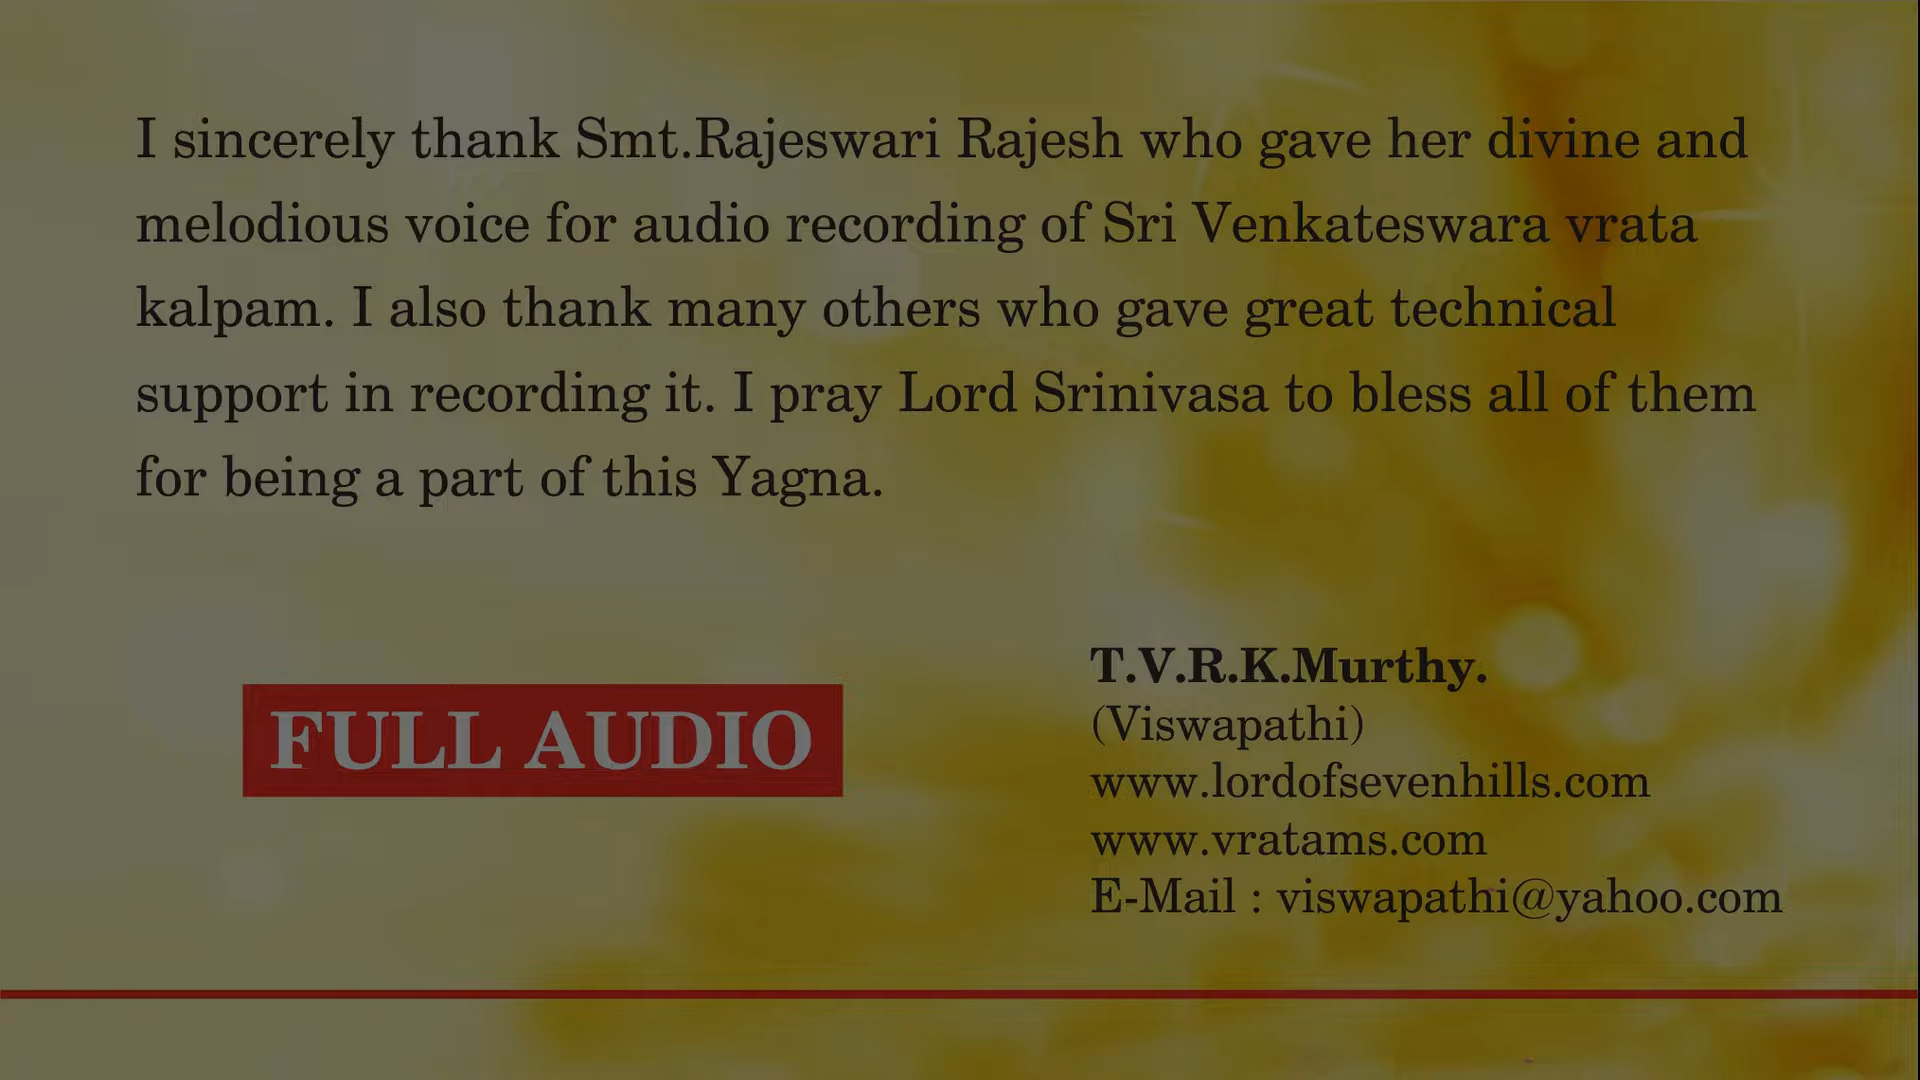 I sincerely thank Smt.Rajeswari Rajesh who gave her divine and
melodious voice for audio recording of Sri Venkateswara vrata
kalpam. I also thank many others who gave great technical
support in recording it. I pray Lord Srinivasa to bless all of them
for being a part of this Yagna.
FULL AUDIO
T.V.R.K.Murthy.
(Viswapathi)
www.lordofsevenhills.com
www.vratams.com
E-Mail : viswapathi@yahoo.com